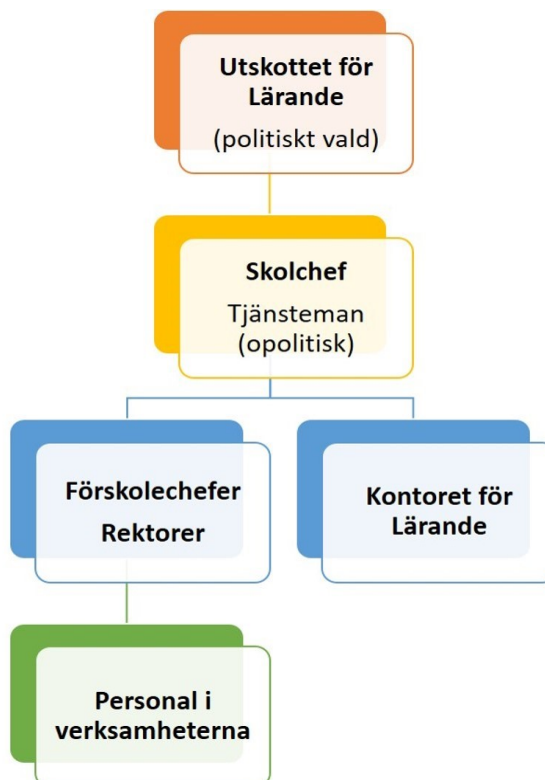 Utskottet för
Lärande
(politiskt vald)
Skolchef
Tjänsteman
(opolitisk)
Förskolechefer
Rektorer
Kontoret för
Lärande
Personal i
verksamheterna